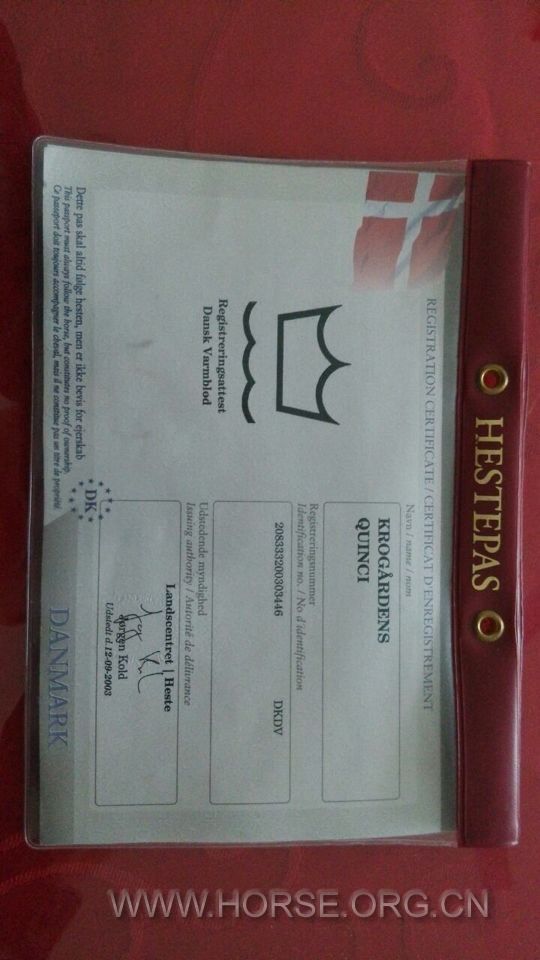 HESTEPAS
REGISTRATION CERTIFICATE / CERTIFICAT D'ENREGISTREMENT
Registreringsattest
Dansk Varmblod
Navn / name / nom
KROGÅRDENS
QUINCI
Registreringsnummer
Identification no. / No d'identification
208333200303446 DKDV
Udstedende myndighed
Issuing authority / Autorité de délivrance
Landscentret | Heste
Jørgen Kold
Udstedt d. 12-09-2003
Dette pas skal altid følge hesten, men er ikke bevis for ejerskab
This passport must always follow the horse, but constitutes no proof of ownership.
Ce passeport doit toujours accompagner le cheval, mais il ne constitue pas un titre de propriété.
DK
DANMARK
WWW.HORSE.ORG.CN